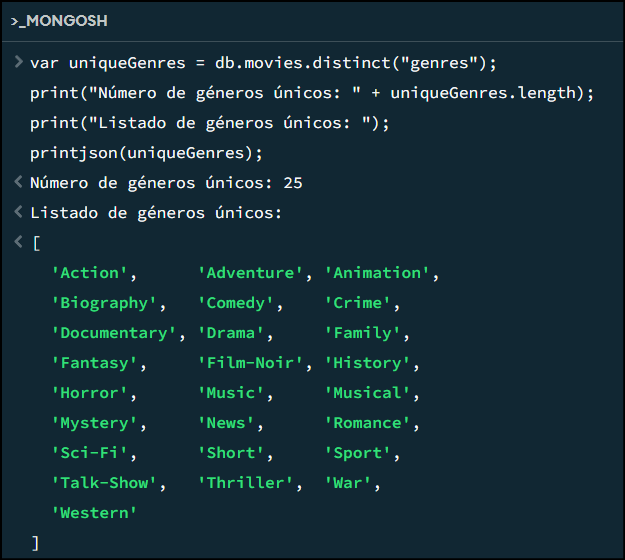 >_MONGOSH
> var uniqueGenres = db.movies.distinct("genres");
print("Número de géneros únicos: " + uniqueGenres.length);
print("Listado de géneros únicos: ");
printjson(uniqueGenres);
< Número de géneros únicos: 25
< Listado de géneros únicos:
< [
'Action', 'Adventure', 'Animation',
'Biography', 'Comedy', 'Crime',
'Documentary', 'Drama', 'Family',
'Fantasy', 'Film-Noir', 'History',
'Horror', 'Music', 'Musical',
'Mystery', 'News', 'Romance',
'Sci-Fi', 'Short', 'Sport',
'Talk-Show', 'Thriller', 'War',
'Western'
]